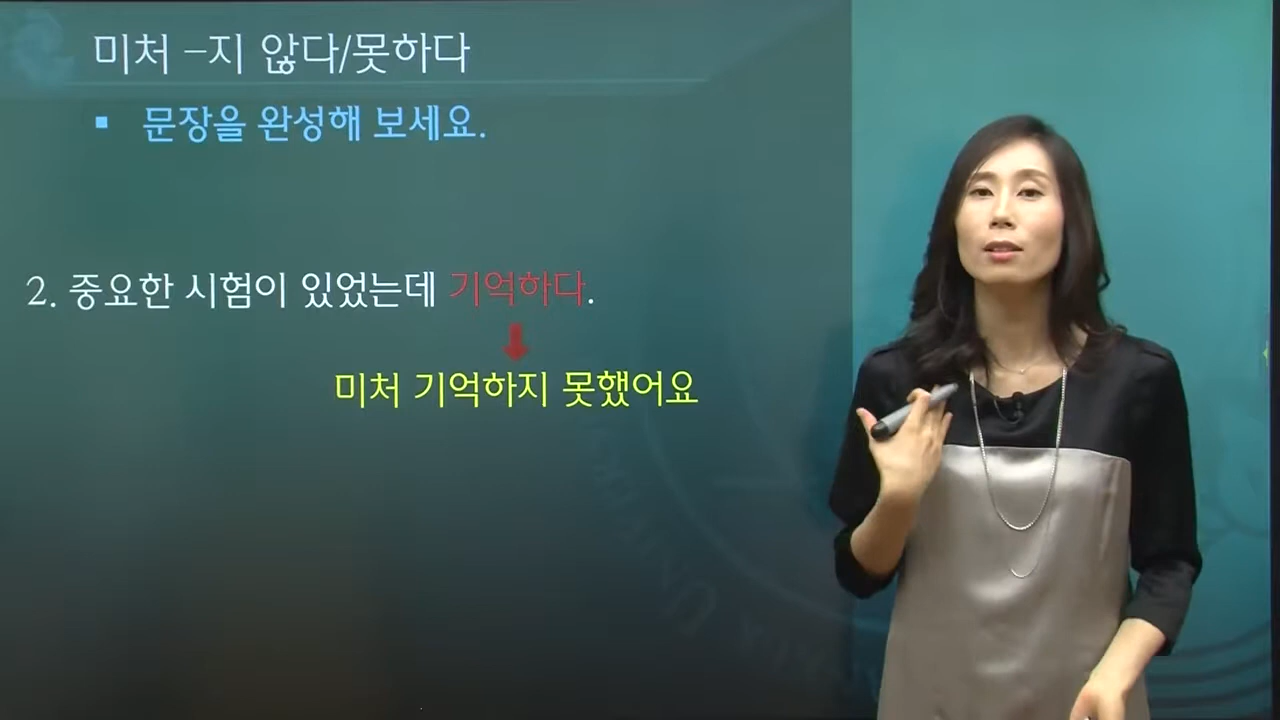 미처 –지 않다/못하다
▪ 문장을 완성해 보세요.
2. 중요한 시험이 있었는데 기억하다.
미처 기억하지 못했어요